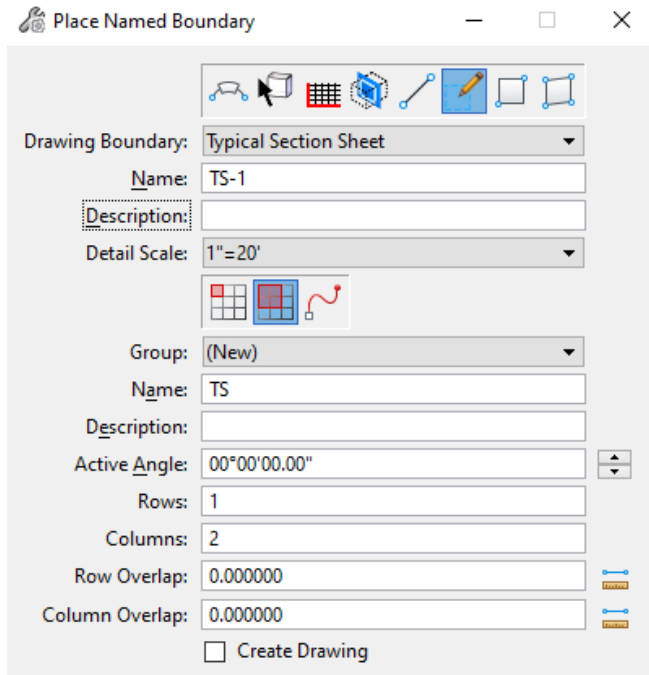 Place Named Boundary
Drawing Boundary: Typical Section Sheet
Name: TS-1
Description:
Detail Scale: 1"=20'
Group: (New)
Name: TS
Description:
Active Angle: 00°00'00.00"
Rows: 1
Columns: 2
Row Overlap: 0.000000
Column Overlap: 0.000000
Create Drawing